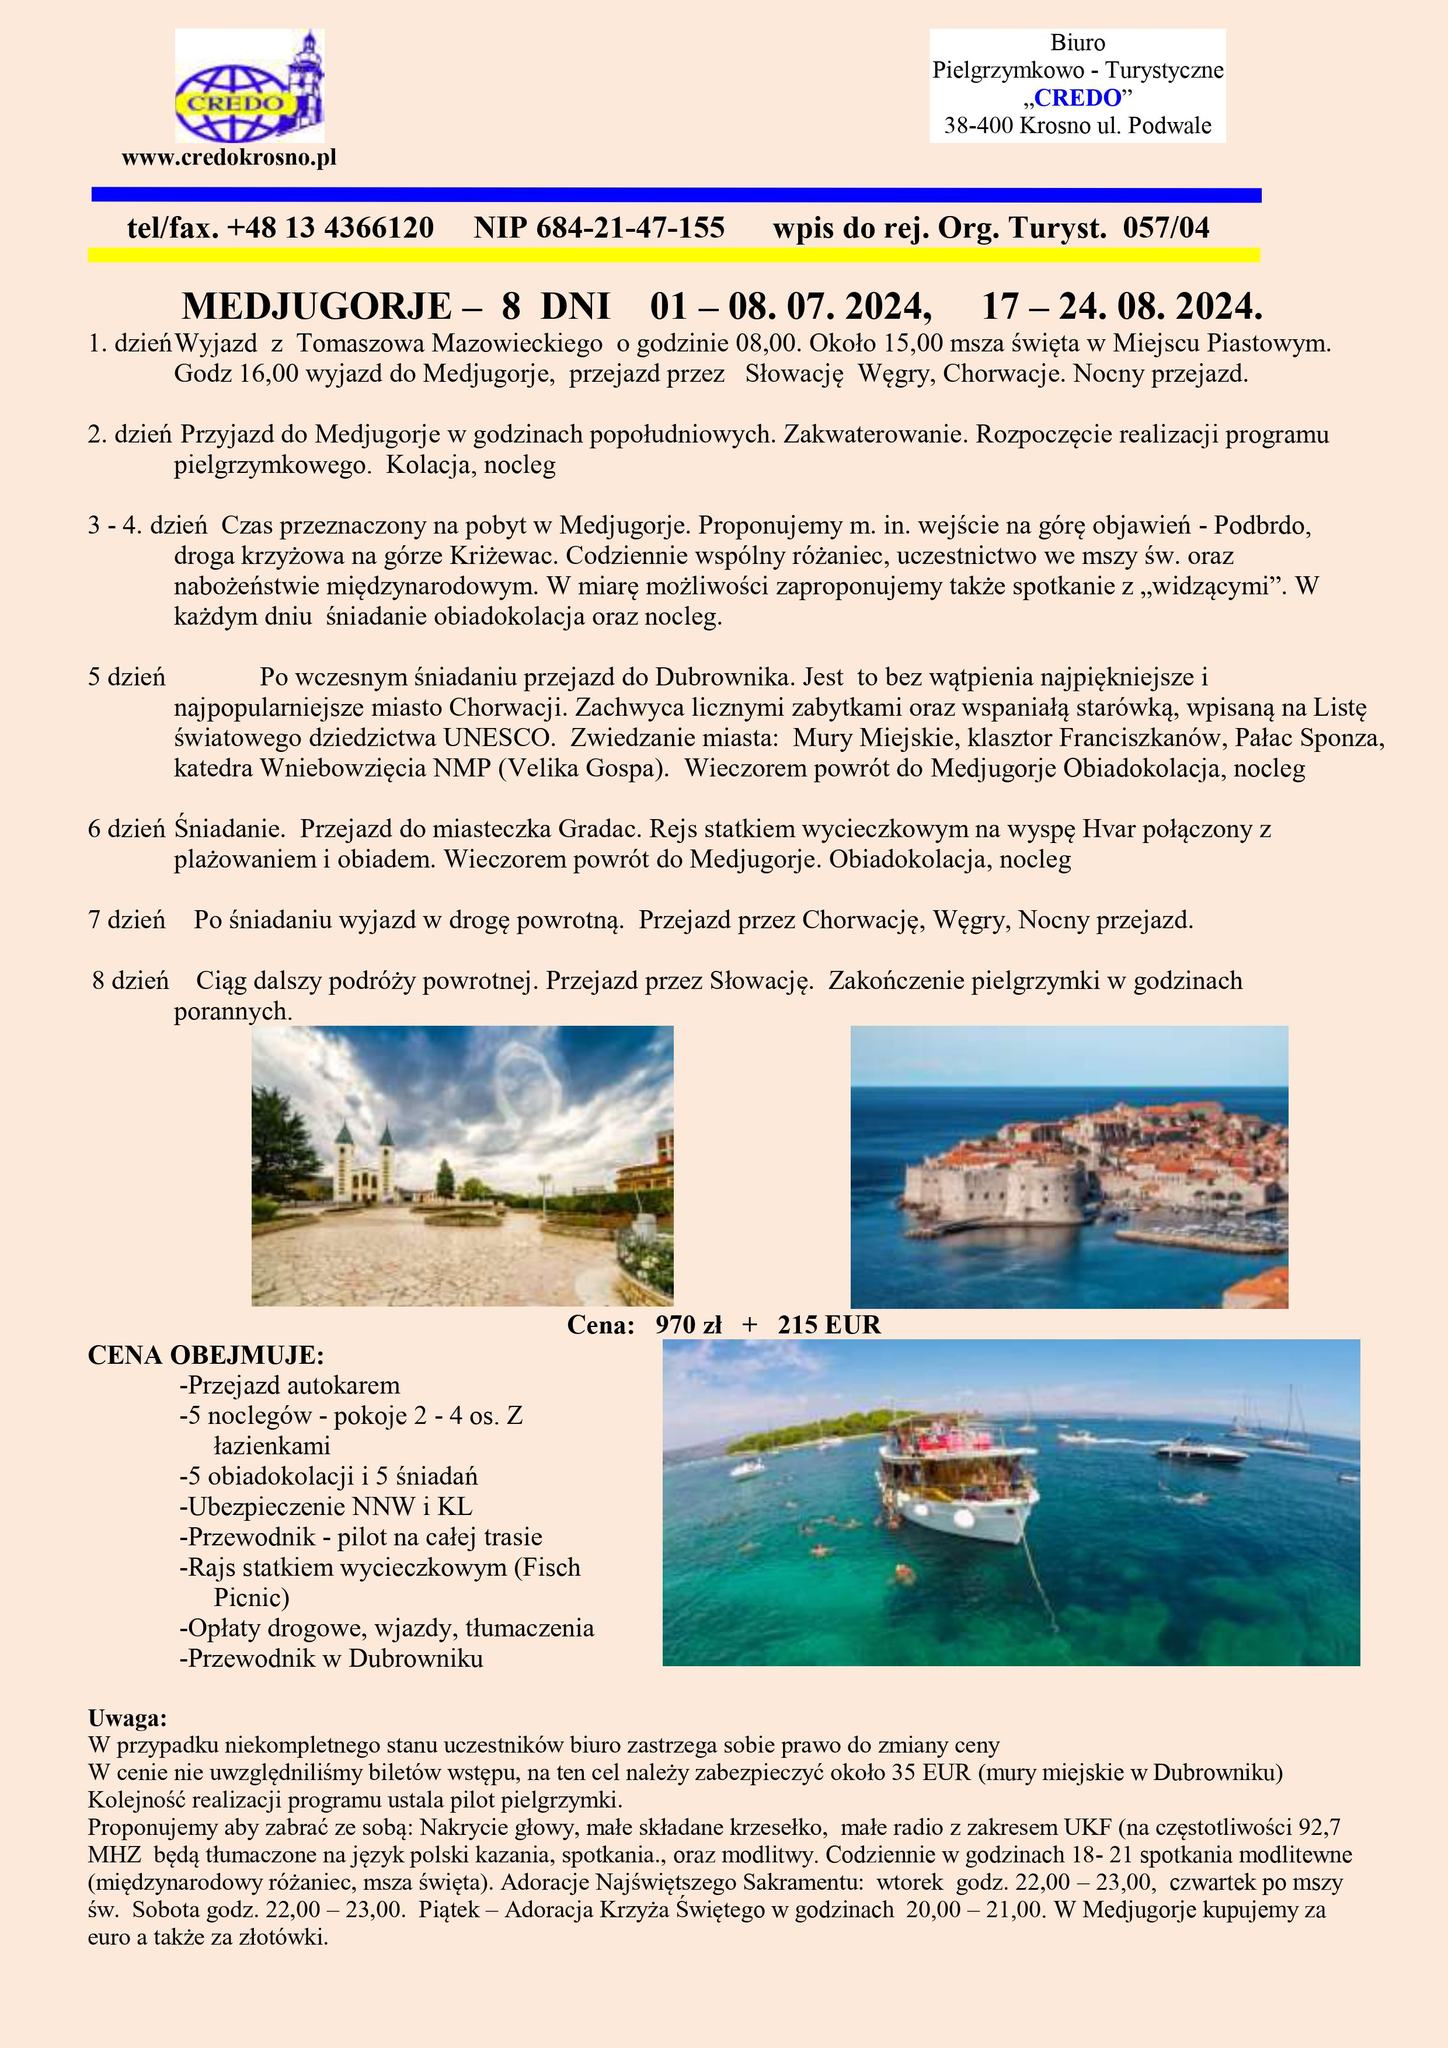 CREDO
www.credokrosno.pl
Biuro
Pielgrzymkowo - Turystyczne
„CREDO”
38-400 Krosno ul. Podwale
tel/fax. +48 13 4366120 NIP 684-21-47-155 wpis do rej. Org. Turyst. 057/04
MEDJUGORJE – 8 DNI 01 – 08. 07. 2024, 17 – 24. 08. 2024.
1. dzień Wyjazd z Tomaszowa Mazowieckiego o godzinie 08,00. Około 15,00 msza święta w Miejscu Piastowym.
Godz 16,00 wyjazd do Medjugorje, przejazd przez Słowację Węgry, Chorwacje. Nocny przejazd.
2. dzień Przyjazd do Medjugorje w godzinach popołudniowych. Zakwaterowanie. Rozpoczęcie realizacji programu
pielgrzymkowego. Kolacja, nocleg
3 - 4. dzień Czas przeznaczony na pobyt w Medjugorje. Proponujemy m. in. wejście na górę objawień - Podbrdo,
droga krzyżowa na górze Kriżewac. Codziennie wspólny różaniec, uczestnictwo we mszy św. oraz
nabożeństwie międzynarodowym. W miarę możliwości zaproponujemy także spotkanie z „widzącymi”. W
każdym dniu śniadanie obiadokolacja oraz nocleg.
5 dzień Po wczesnym śniadaniu przejazd do Dubrownika. Jest to bez wątpienia najpiękniejsze i
najpopularniejsze miasto Chorwacji. Zachwyca licznymi zabytkami oraz wspaniałą starówką, wpisaną na Listę
światowego dziedzictwa UNESCO. Zwiedzanie miasta: Mury Miejskie, klasztor Franciszkanów, Pałac Sponza,
katedra Wniebowzięcia NMP (Velika Gospa). Wieczorem powrót do Medjugorje Obiadokolacja, nocleg
6 dzień Śniadanie. Przejazd do miasteczka Gradac. Rejs statkiem wycieczkowym na wyspę Hvar połączony z
plażowaniem i obiadem. Wieczorem powrót do Medjugorje. Obiadokolacja, nocleg
7 dzień Po śniadaniu wyjazd w drogę powrotną. Przejazd przez Chorwację, Węgry, Nocny przejazd.
8 dzień Ciąg dalszy podróży powrotnej. Przejazd przez Słowację. Zakończenie pielgrzymki w godzinach
porannych.
Cena: 970 zł + 215 EUR
CENA OBEJMUJE:
-Przejazd autokarem
-5 noclegów - pokoje 2 - 4 os. Z
łazienkami
-5 obiadokolacji i 5 śniadań
-Ubezpieczenie NNW i KL
-Przewodnik - pilot na całej trasie
-Rajs statkiem wycieczkowym (Fisch
Picnic)
-Opłaty drogowe, wjazdy, tłumaczenia
-Przewodnik w Dubrowniku
Uwaga:
W przypadku niekompletnego stanu uczestników biuro zastrzega sobie prawo do zmiany ceny
W cenie nie uwzględniliśmy biletów wstępu, na ten cel należy zabezpieczyć około 35 EUR (mury miejskie w Dubrowniku)
Kolejność realizacji programu ustala pilot pielgrzymki.
Proponujemy aby zabrać ze sobą: Nakrycie głowy, małe składane krzesełko, małe radio z zakresem UKF (na częstotliwości 92,7
MHZ będą tłumaczone na język polski kazania, spotkania., oraz modlitwy. Codziennie w godzinach 18- 21 spotkania modlitewne
(międzynarodowy różaniec, msza święta). Adoracje Najświętszego Sakramentu: wtorek godz. 22,00 – 23,00, czwartek po mszy
św. Sobota godz. 22,00 – 23,00. Piątek – Adoracja Krzyża Świętego w godzinach 20,00 – 21,00. W Medjugorje kupujemy za
euro a także za złotówki.